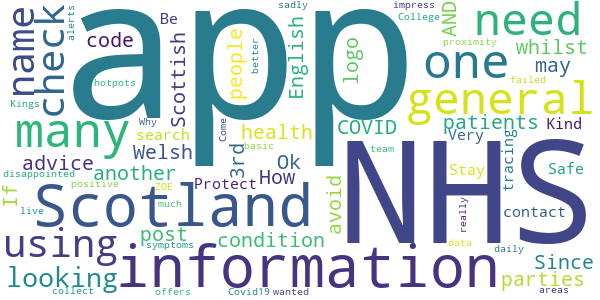 sadly
impress
College
alerts
Be
app
need
name
check
code
Scottish
people
better
English
logo
AND
proximity
one
whilst
may
Kings
hotpots
general
many
Why
search
health
Come
COVID
patients
Very
Kind
failed
advice
Welsh
3rd
Ok
basic
team
NHS
tracing
disappointed
another
positive
ZOE
Protect
How
Stay
Safe
If
live
Scotland
much
avoid
really
contact
using
post
condition
symptoms
data
daily
Since
looking
information
parties
collect
offers
Covid19
wanted
areas